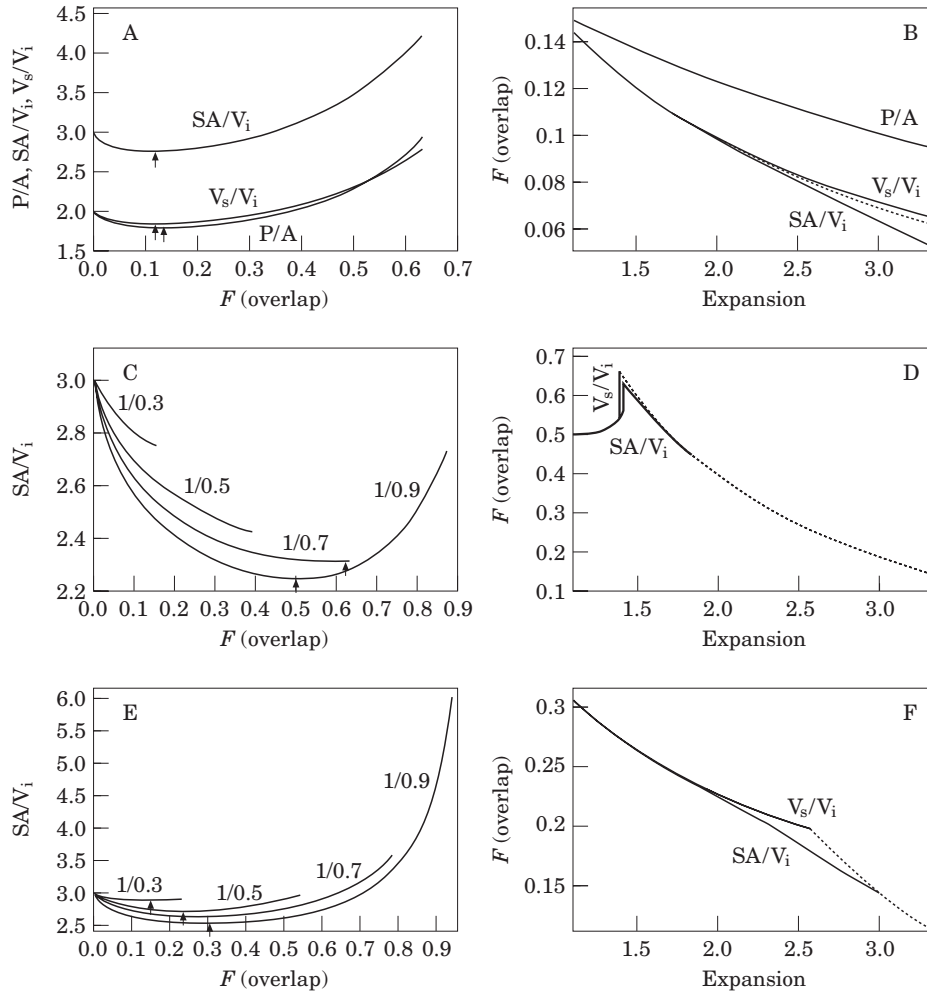 A
P/A, SA/Vi, Vs/Vi
4.5
4.0
3.5
3.0
2.5
2.0
1.5
SA/Vi
Vs/Vi
P/A
0.0 0.1 0.2 0.3 0.4 0.5 0.6 0.7
F (overlap)
B
F (overlap)
0.14
0.12
0.1
0.08
0.06
P/A
Vs/Vi
SA/Vi
1.5 2.0 2.5 3.0
Expansion
C
SA/Vi
3.0
2.8
2.6
2.4
2.2
1/0.3
1/0.5
1/0.7
1/0.9
0.0 0.1 0.2 0.3 0.4 0.5 0.6 0.7 0.8 0.9
F (overlap)
D
F (overlap)
0.7
0.6
0.5
0.4
0.3
0.2
0.1
Vs/Vi
SA/Vi
1.5 2.0 2.5 3.0
Expansion
E
SA/Vi
6.0
5.5
5.0
4.5
4.0
3.5
3.0
2.5
1/0.3
1/0.5
1/0.7
1/0.9
0.0 0.1 0.2 0.3 0.4 0.5 0.6 0.7 0.8 0.9
F (overlap)
F
F (overlap)
0.3
0.25
0.2
0.15
Vs/Vi
SA/Vi
1.5 2.0 2.5 3.0
Expansion